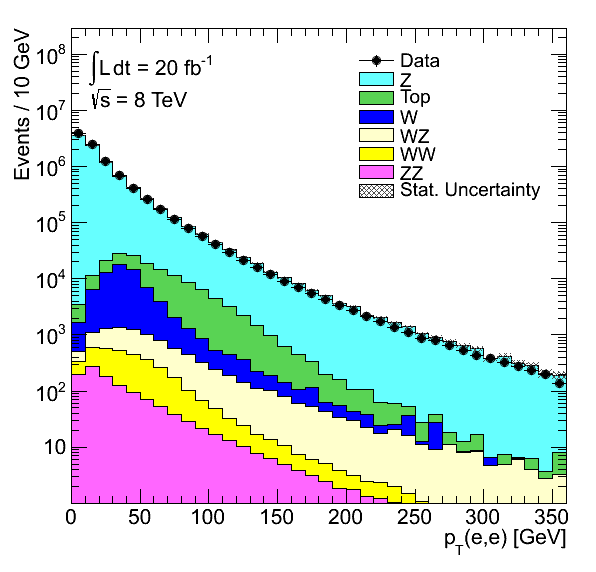 Events / 10 GeV
10⁸
10⁷
10⁶
10⁵
10⁴
10³
10²
10
∫L dt = 20 fb⁻¹
√s = 8 TeV
Data
Z
Top
W
WZ
WW
ZZ
Stat. Uncertainty
0 50 100 150 200 250 300 350
p_T(e,e) [GeV]